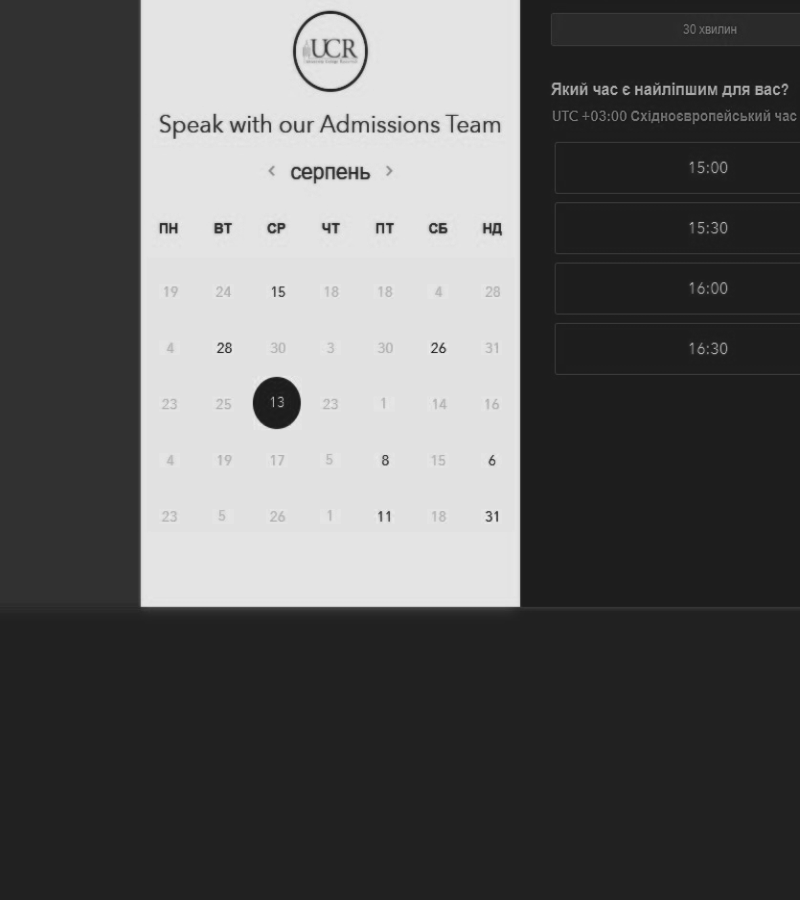 UCR
Speak with our Admissions Team
< серпень >
ПН ВТ СР ЧТ ПТ СБ НД
19 24 15 18 18 4 28
4 28 30 3 30 26 31
23 25 13 23 1 14 16
4 19 17 5 8 15 6
23 5 26 1 11 18 31
30 хвилин
Який час є найліпшим для вас?
UTC +03:00 Східноєвропейський час
15:00
15:30
16:00
16:30